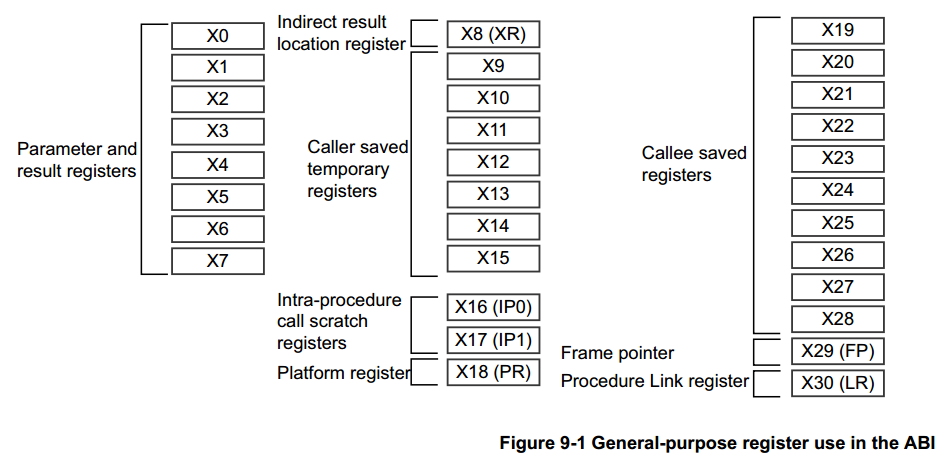 Parameter and
result registers
X0
X1
X2
X3
X4
X5
X6
X7
Indirect result
location register
X8 (XR)
Caller saved
temporary
registers
X9
X10
X11
X12
X13
X14
X15
Intra-procedure
call scratch
registers
X16 (IP0)
X17 (IP1)
Platform register
X18 (PR)
Callee saved
registers
X19
X20
X21
X22
X23
X24
X25
X26
X27
X28
Frame pointer
X29 (FP)
Procedure Link register
X30 (LR)
Figure 9-1 General-purpose register use in the ABI